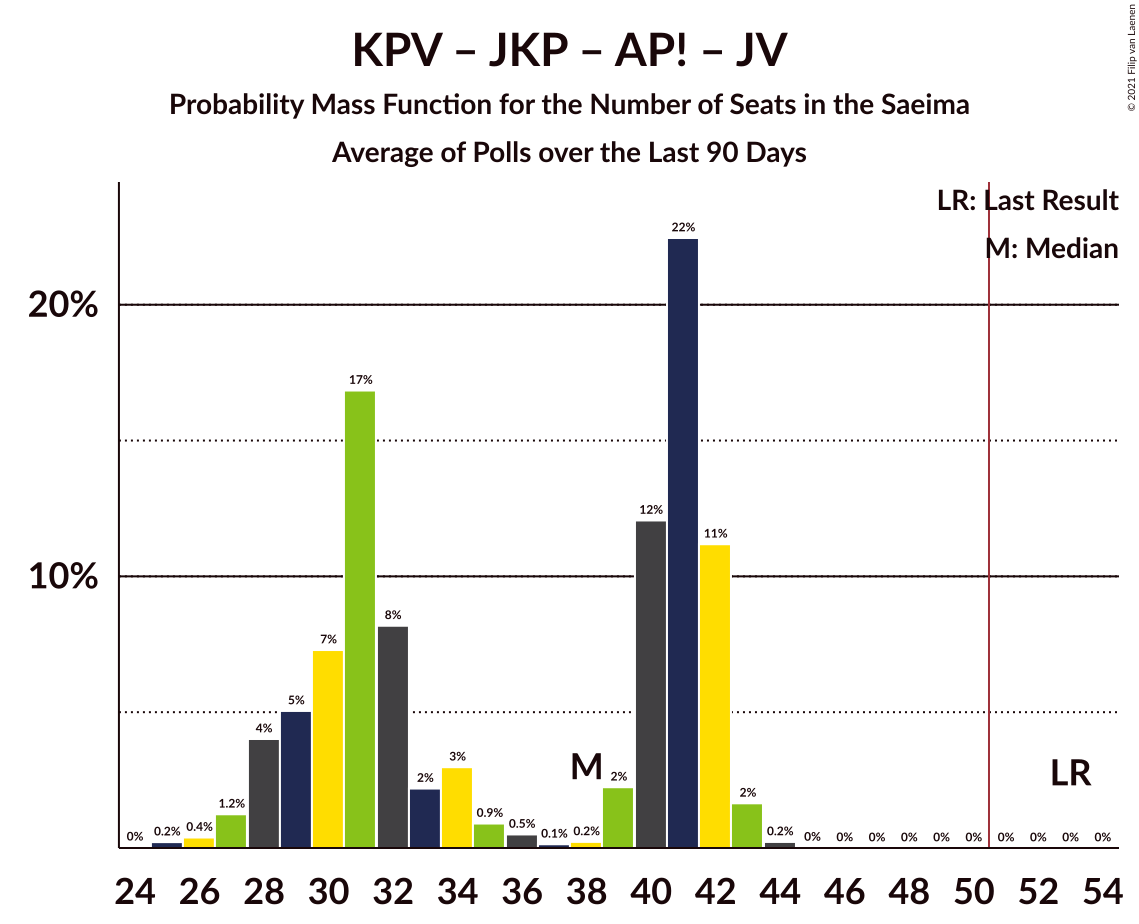 KPV – JKP – AP! – JV
Probability Mass Function for the Number of Seats in the Saeima
Average of Polls over the Last 90 Days
© 2021 Filip van Laenen
LR: Last Result
M: Median
20%
10%
0% 0.2% 0.4% 1.2% 4% 5% 7% 17% 8% 2% 3% 0.9% 0.5% 0.1% 0.2% 2% 12% 22% 11% 2% 0.2% 0% 0% 0% 0% 0% 0% 0% 0% 0% 0%
M
LR
24 26 28 30 32 34 36 38 40 42 44 46 48 50 52 54